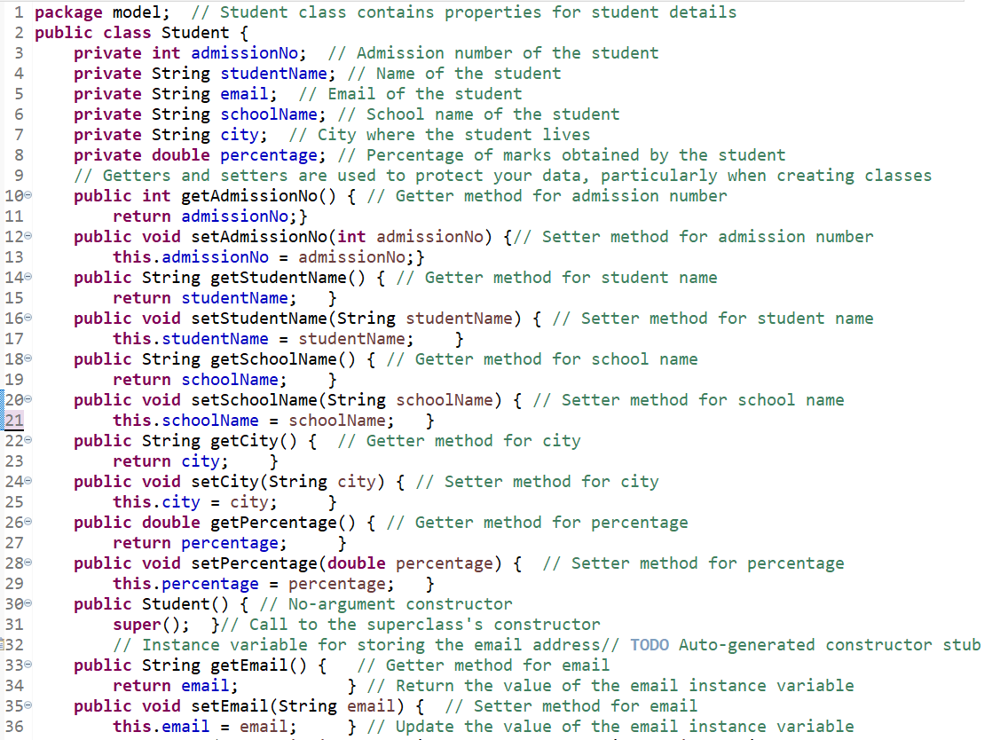 1 package model;  // Student class contains properties for student details
2 public class Student {
3     private int admissionNo;  // Admission number of the student
4     private String studentName; // Name of the student
5     private String email;  // Email of the student
6     private String schoolName; // School name of the student
7     private String city;  // City where the student lives
8     private double percentage; // Percentage of marks obtained by the student
9     // Getters and setters are used to protect your data, particularly when creating classes
10     public int getAdmissionNo() { // Getter method for admission number
11         return admissionNo;}
12     public void setAdmissionNo(int admissionNo) {// Setter method for admission number
13         this.admissionNo = admissionNo;}
14     public String getStudentName() { // Getter method for student name
15         return studentName;   }
16     public void setStudentName(String studentName) { // Setter method for student name
17         this.studentName = studentName;    }
18     public String getSchoolName() { // Getter method for school name
19         return schoolName;    }
20     public void setSchoolName(String schoolName) { // Setter method for school name
21         this.schoolName = schoolName;   }
22     public String getCity() {  // Getter method for city
23         return city;    }
24     public void setCity(String city) { // Setter method for city
25         this.city = city;     }
26     public double getPercentage() { // Getter method for percentage
27         return percentage;     }
28     public void setPercentage(double percentage) {  // Setter method for percentage
29         this.percentage = percentage;   }
30     public Student() { // No-argument constructor
31         super();  }// Call to the superclass's constructor
32         // Instance variable for storing the email address// TODO Auto-generated constructor stub
33     public String getEmail() {   // Getter method for email
34         return email;           } // Return the value of the email instance variable
35     public void setEmail(String email) {  // Setter method for email
36         this.email = email;     } // Update the value of the email instance variable